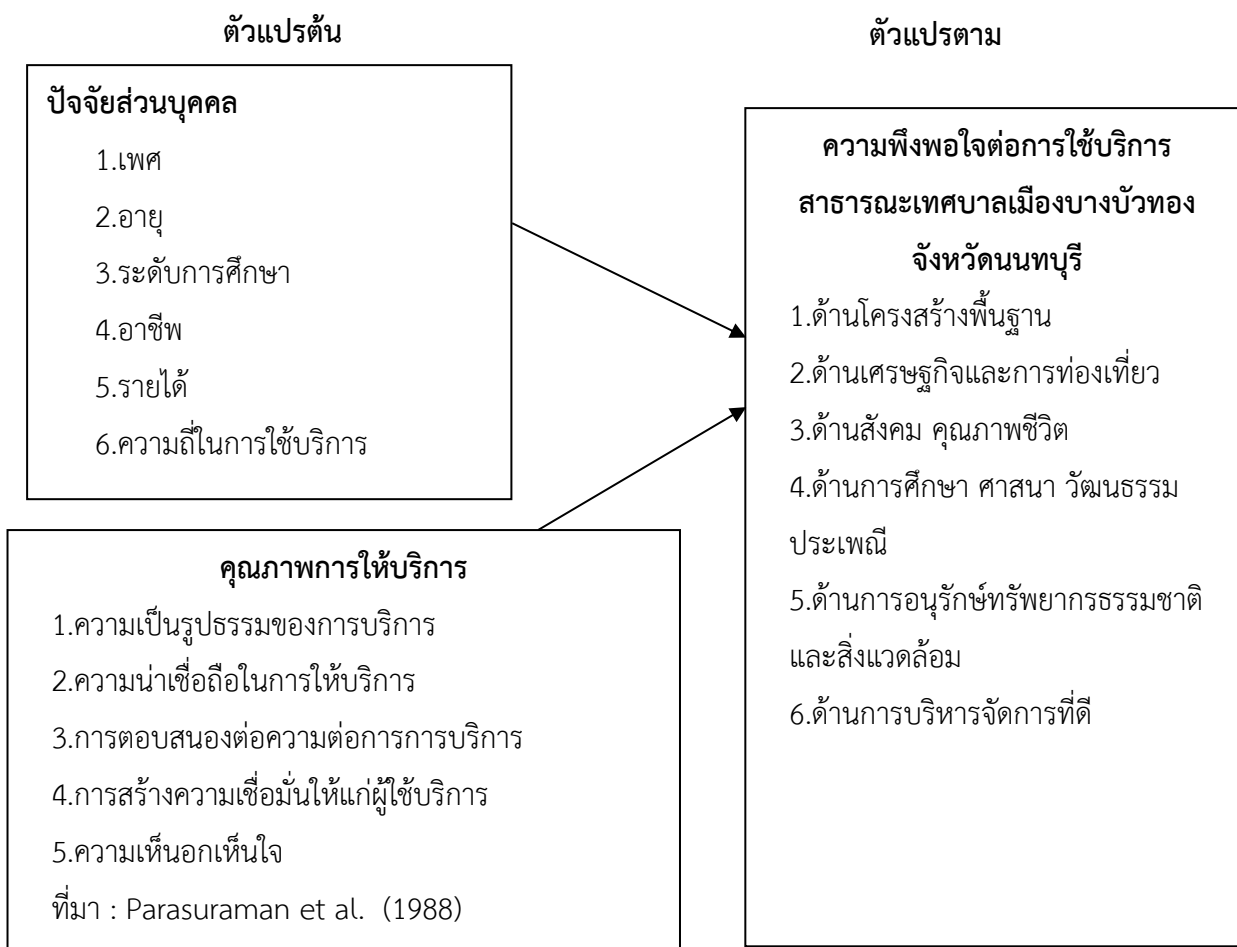 ตัวแปรต้น
ตัวแปรตาม
ปัจจัยส่วนบุคคล
1.เพศ
2.อายุ
3.ระดับการศึกษา
4.อาชีพ
5.รายได้
6.ความถี่ในการใช้บริการ
คุณภาพการให้บริการ
1.ความเป็นรูปธรรมของการบริการ
2.ความน่าเชื่อถือในการให้บริการ
3.การตอบสนองต่อความต่อการการบริการ
4.การสร้างความเชื่อมั่นให้แก่ผู้ใช้บริการ
5.ความเห็นอกเห็นใจ
ที่มา : Parasuraman et al. (1988)
ความพึงพอใจต่อการใช้บริการ
สาธารณะเทศบาลเมืองบางบัวทอง
จังหวัดนนทบุรี
1.ด้านโครงสร้างพื้นฐาน
2.ด้านเศรษฐกิจและการท่องเที่ยว
3.ด้านสังคม คุณภาพชีวิต
4.ด้านการศึกษา ศาสนา วัฒนธรรม
ประเพณี
5.ด้านการอนุรักษ์ทรัพยากรธรรมชาติ
และสิ่งแวดล้อม
6.ด้านการบริหารจัดการที่ดี